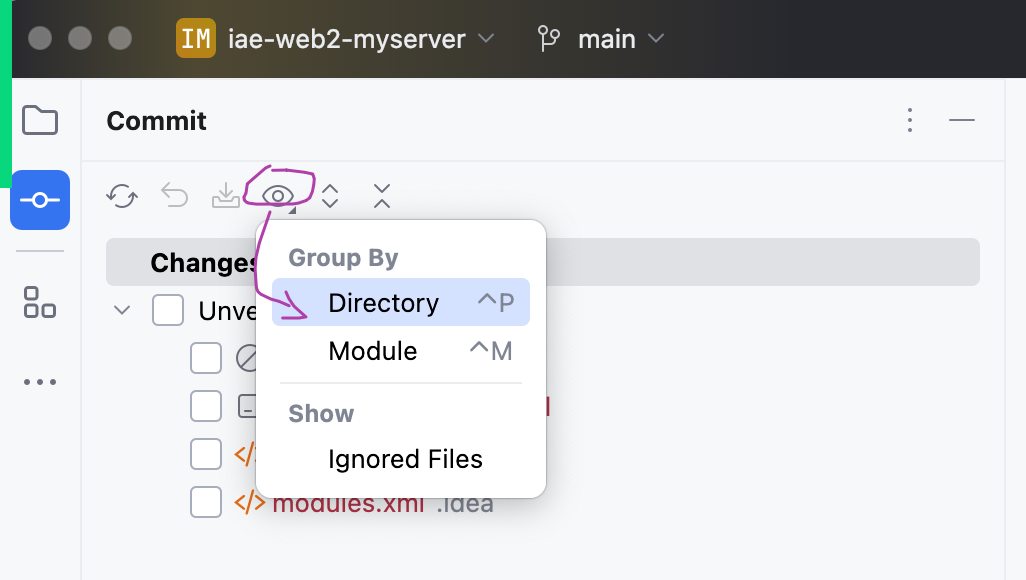 IM iae-web2-myserver main
Commit
Group By
Changes
Directory ^P
Unve
Module ^M
Show
Ignored Files
modules.xml .idea